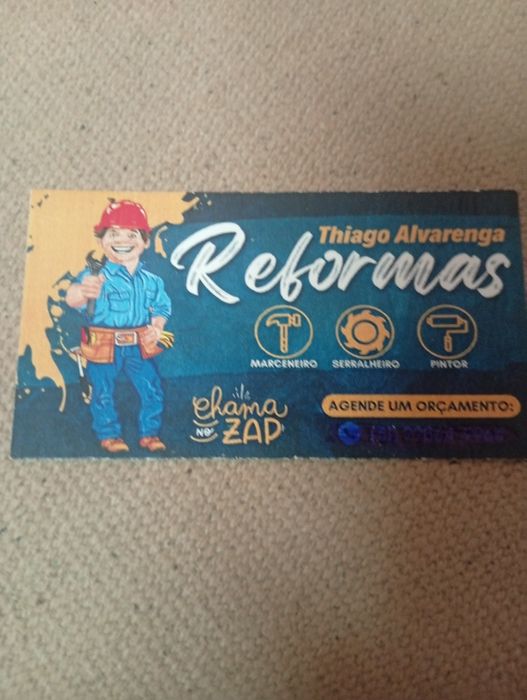 Thiago Alvarenga
Reformas
MARCENEIRO SERRALHEIRO PINTOR
Chama
NO ZAP
AGENDE UM ORÇAMENTO: